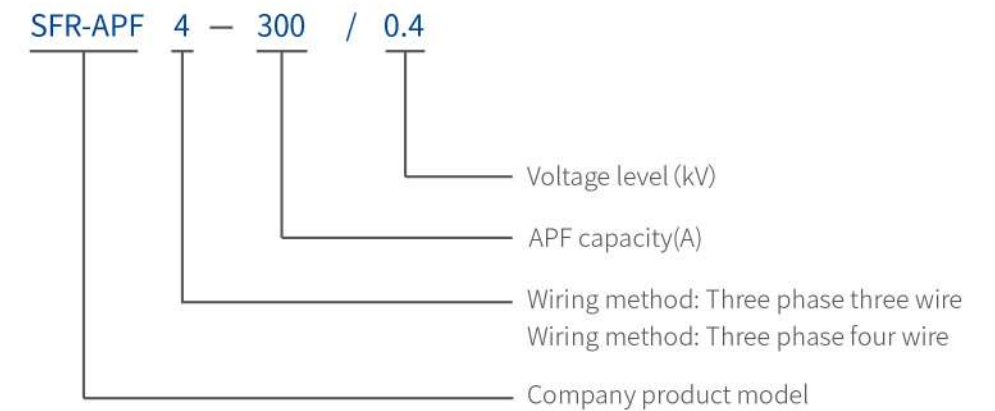 SFR-APF 4 — 300 / 0.4
Voltage level (kV)
APF capacity(A)
Wiring method: Three phase three wire
Wiring method: Three phase four wire
Company product model